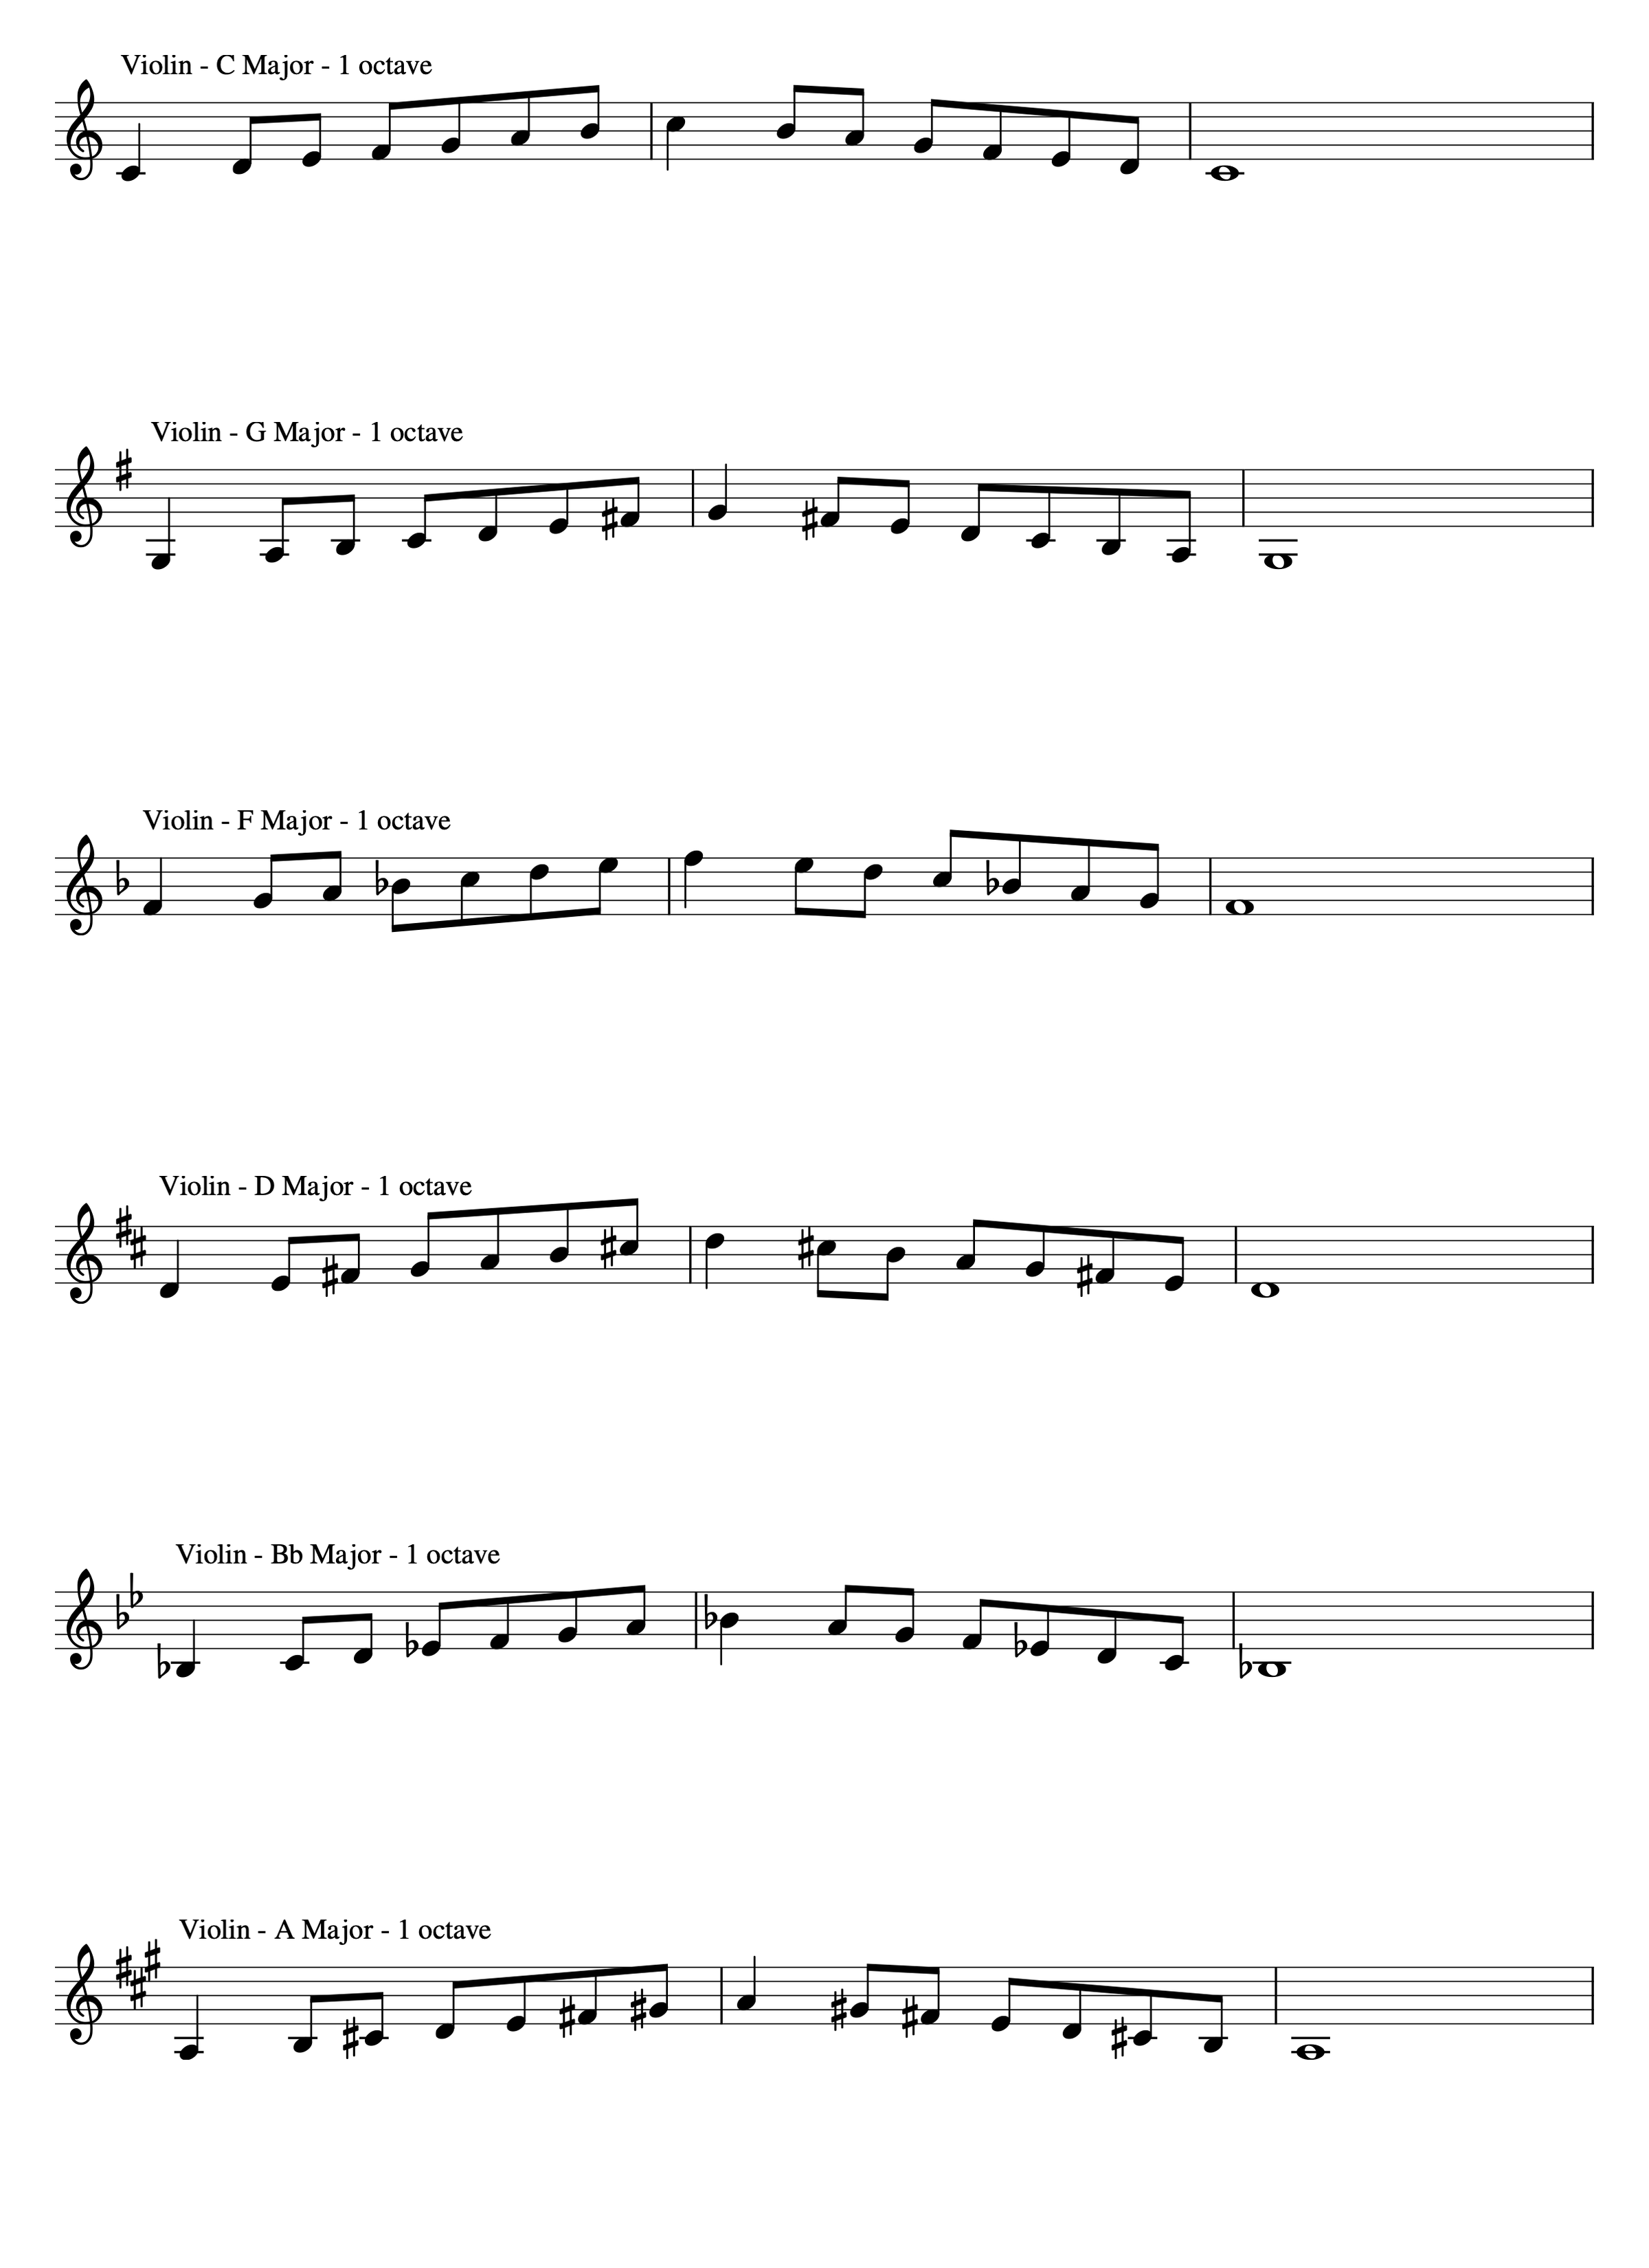 Violin - C Major - 1 octave
Violin - G Major - 1 octave
Violin - F Major - 1 octave
Violin - D Major - 1 octave
Violin - Bb Major - 1 octave
Violin - A Major - 1 octave